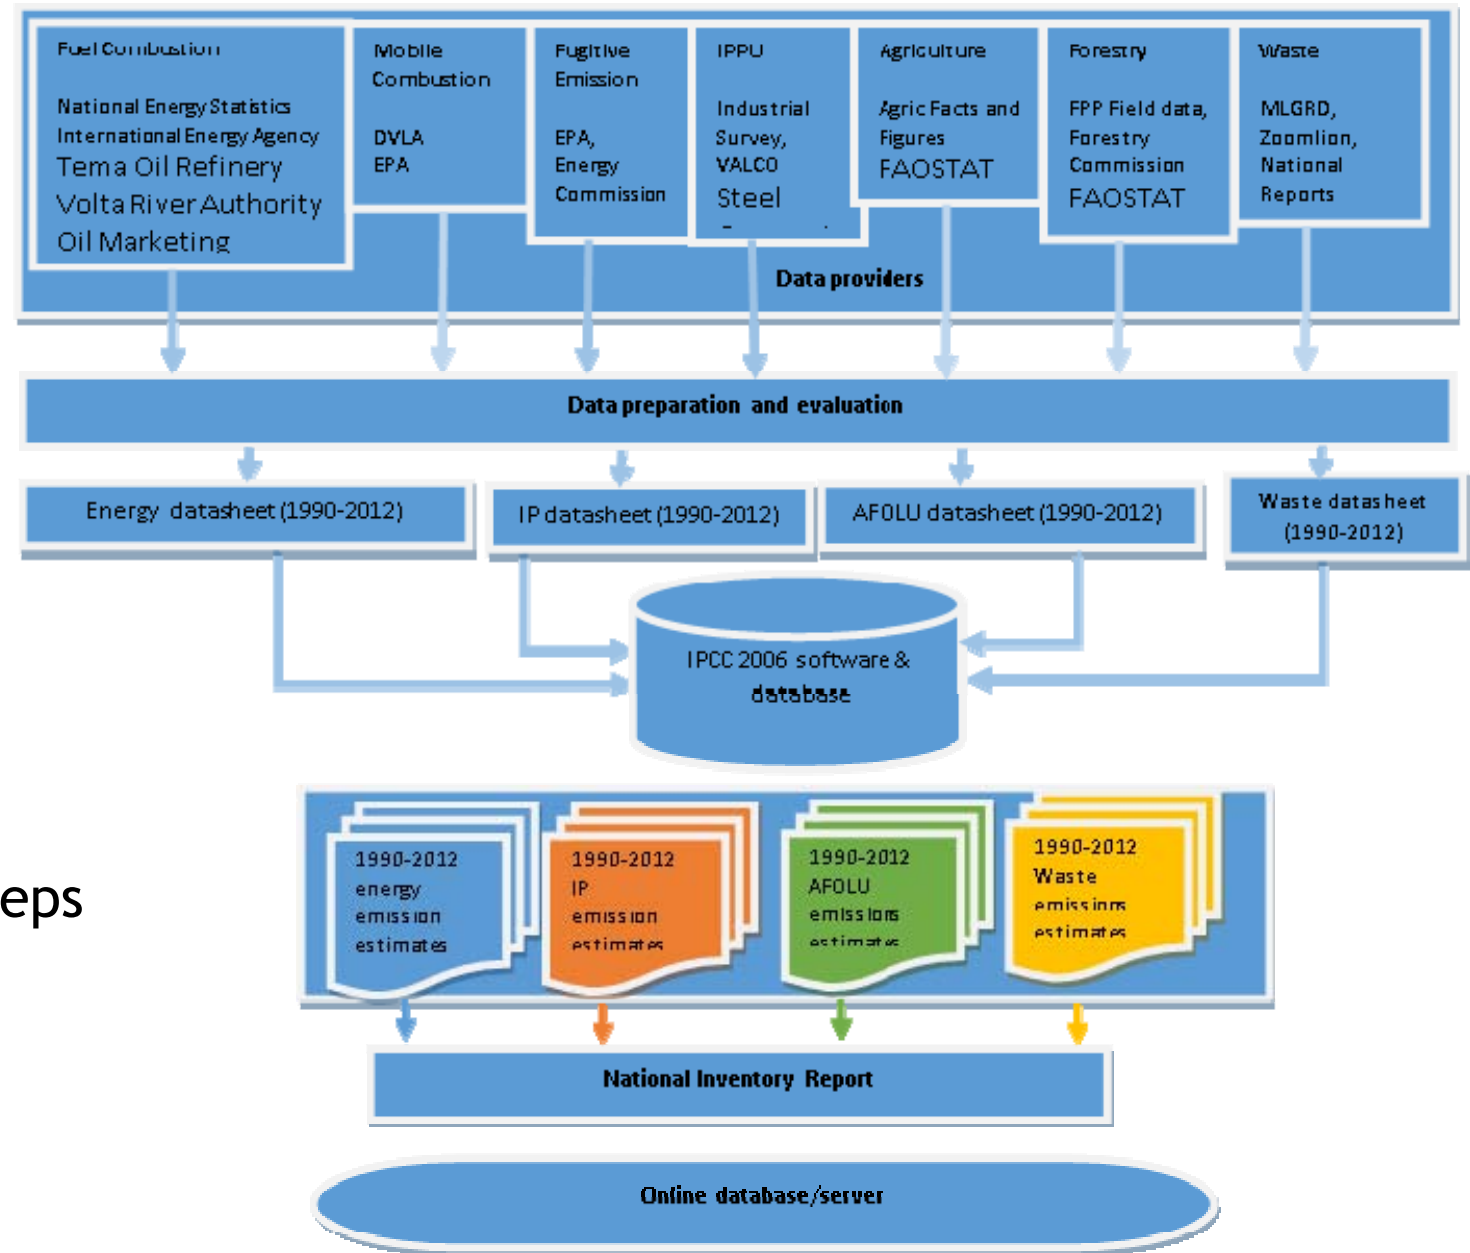 Fuel Combustion
National Energy Statistics
International Energy Agency
Tema Oil Refinery
Volta River Authority
Oil Marketing
Mobile
Combustion
DVLA
EPA
Fugitive
Emission
EPA,
Energy
Commission
IPPU
Industrial
Survey,
VALCO
Steel
Agriculture
Agric Facts and
Figures
FAOSTAT
Forestry
FPP Field data,
Forestry
Commission
FAOSTAT
Waste
MLGRD,
Zoomlion,
National
Reports
Data providers
Data preparation and evaluation
Energy datasheet (1990-2012)
IP datasheet (1990-2012)
AFOLU datasheet (1990-2012)
Waste datasheet
(1990-2012)
IPCC 2006 software &
database
1990-2012
energy
emission
estimates
1990-2012
IP
emission
estimates
1990-2012
AFOLU
emissions
estimates
1990-2012
Waste
emissions
estimates
eps
National Inventory Report
Online database/server